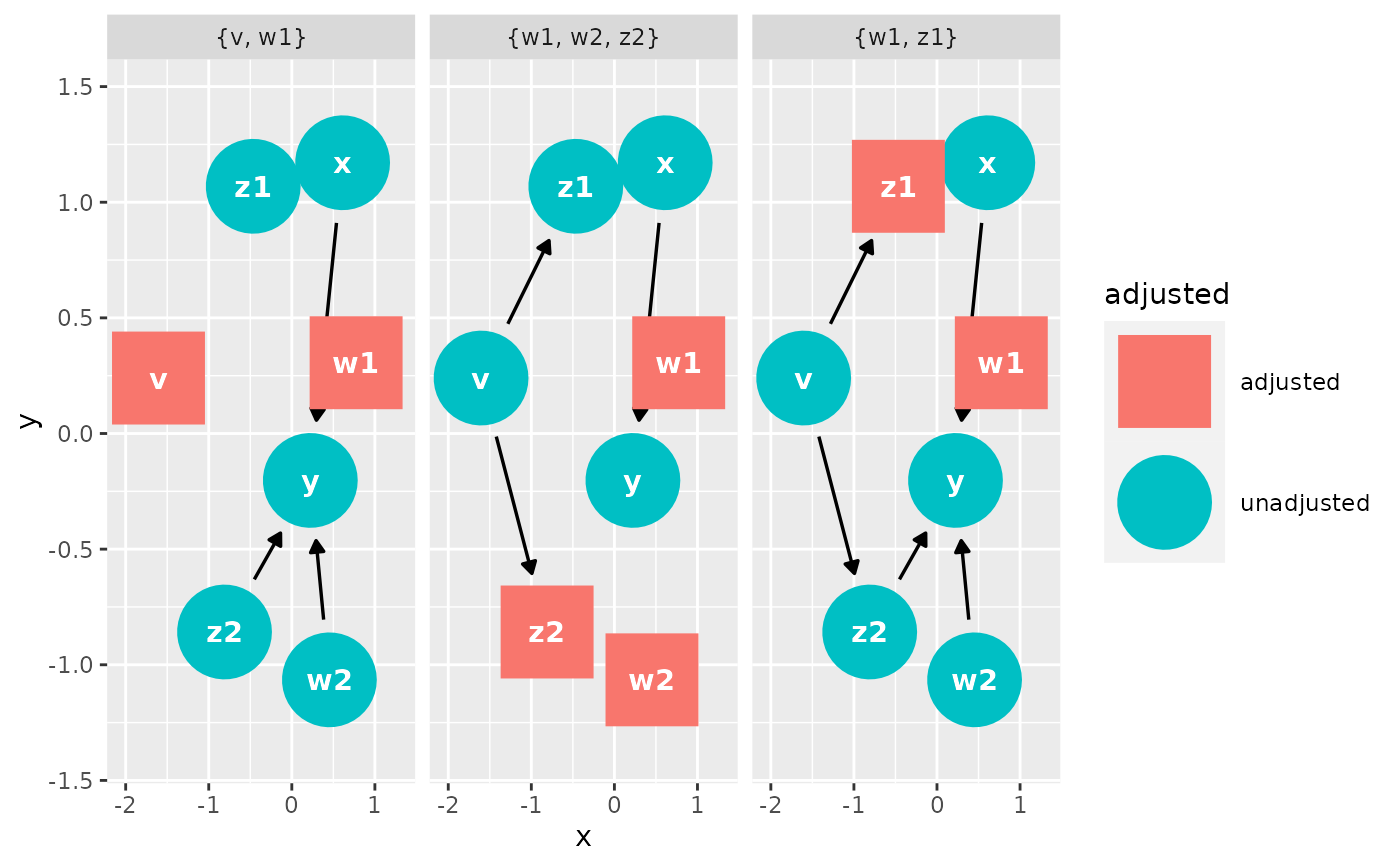 {v, w1}
{w1, w2, z2}
{w1, z1}
1.5
1.0
0.5
0.0
-0.5
-1.0
-1.5
y
z1
x
v
w1
y
z2
w2
z1
x
v
w1
y
z2
w2
z1
x
v
w1
y
z2
w2
-2
-1
0
1
-2
-1
0
1
-2
-1
0
1
x
adjusted
adjusted
unadjusted